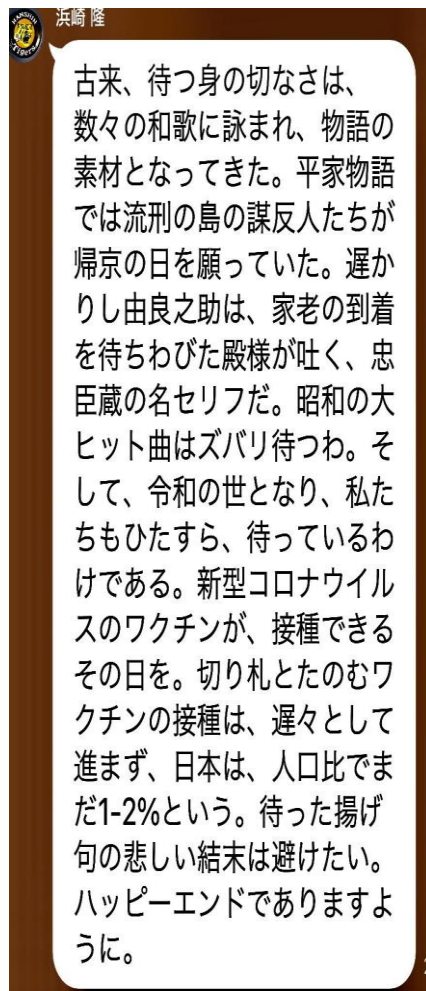 浜崎 隆
HANSHIN
Tigers
古来、待つ身の切なさは、
数々の和歌に詠まれ、物語の
素材となってきた。平家物語
では流刑の島の謀反人たちが
帰京の日を願っていた。遅か
りし由良之助は、家老の到着
を待ちわびた殿様が吐く、忠
臣蔵の名セリフだ。昭和の大
ヒット曲はズバリ待つわ。そ
して、令和の世となり、私た
ちもひたすら、待っているわ
けである。新型コロナウイル
スのワクチンが、接種できる
その日を。切り札とたのむワ
クチンの接種は、遅々として
進まず、日本は、人口比でま
だ1-2%という。待った揚げ
句の悲しい結末は避けたい。
ハッピーエンドでありますよ
うに。